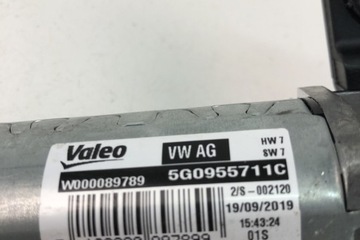 Valeo VW AG HW 7
SW 7
W000089789 5G0955711C
2/S-002120
19/09/2019
15:43:24
01S